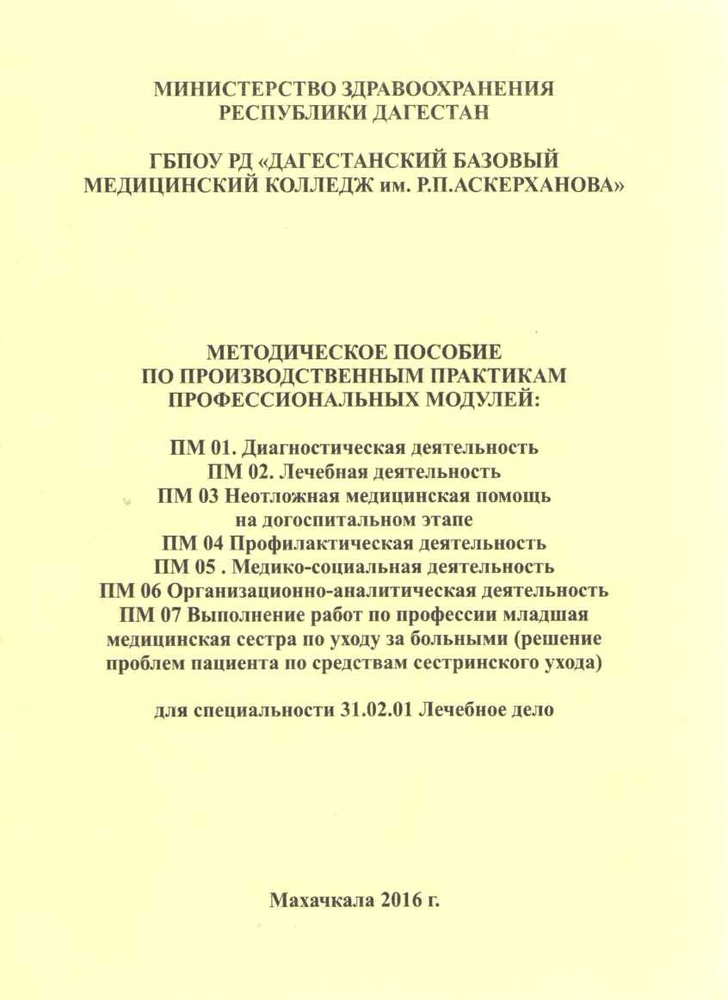 МИНИСТЕРСТВО ЗДРАВООХРАНЕНИЯ
РЕСПУБЛИКИ ДАГЕСТАН
ГБПОУ РД «ДАГЕСТАНСКИЙ БАЗОВЫЙ
МЕДИЦИНСКИЙ КОЛЛЕДЖ им. Р.П.АСКЕРХАНОВА»
МЕТОДИЧЕСКОЕ ПОСОБИЕ
ПО ПРОИЗВОДСТВЕННЫМ ПРАКТИКАМ
ПРОФЕССИОНАЛЬНЫХ МОДУЛЕЙ:
ПМ 01. Диагностическая деятельность
ПМ 02. Лечебная деятельность
ПМ 03 Неотложная медицинская помощь
на догоспитальном этапе
ПМ 04 Профилактическая деятельность
ПМ 05 . Медико-социальная деятельность
ПМ 06 Организационно-аналитическая деятельность
ПМ 07 Выполнение работ по профессии младшая
медицинская сестра по уходу за больными (решение
проблем пациента по средствам сестринского ухода)
для специальности 31.02.01 Лечебное дело
Махачкала 2016 г.